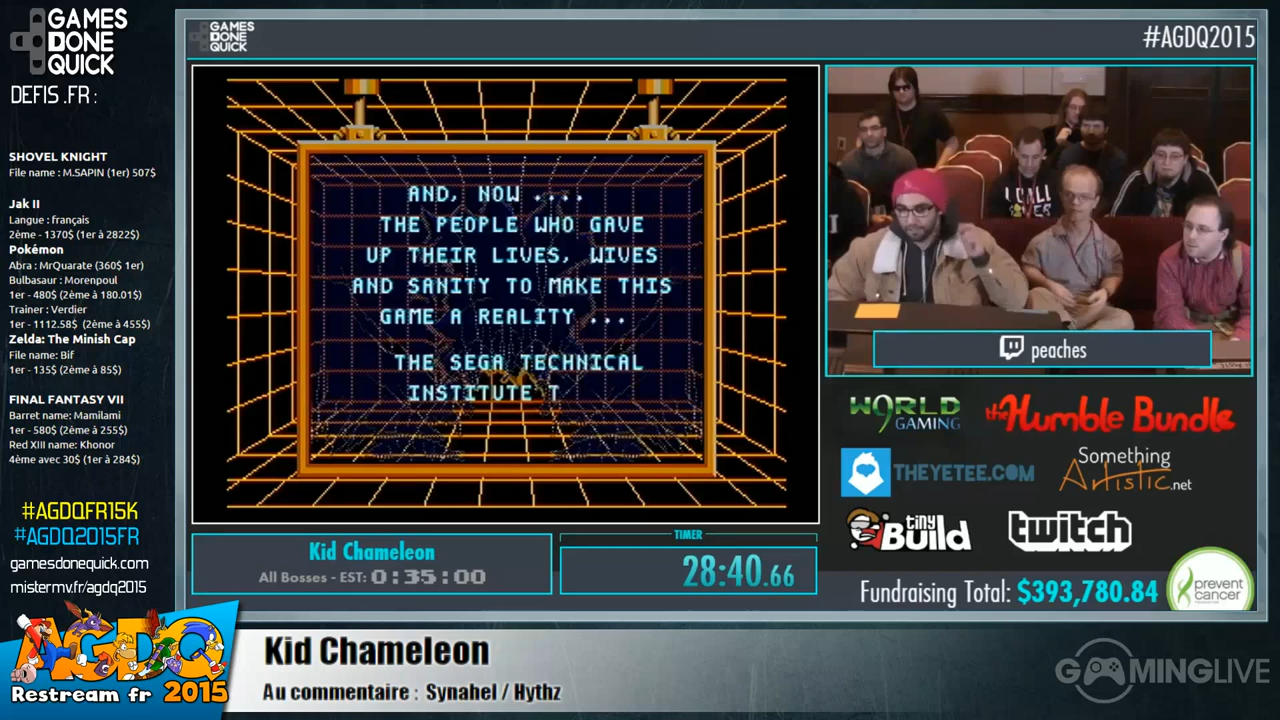 GAMES
DONE
QUICK
DEFIS .FR :
SHOVEL KNIGHT
File name : M.SAPIN (1er) 507$
Jak II
Langue : français
2ème - 1370$ (1er à 2822$)
Pokémon
Abra : MrQuarate (360$ 1er)
Bulbasaur : Morenpoul
1er - 480$ (2ème à 180.01$)
Trainer : Verdier
1er - 1112.58$ (2ème à 455$)
Zelda: The Minish Cap
File name: Bif
1er - 135$ (2ème à 85$)
FINAL FANTASY VII
Barret name: Mamilami
1er - 580$ (2ème à 255$)
Red XIII name: Khonor
4ème avec 30$ (1er à 284$)
#AGDQFR15K
#AGDQ2015FR
gamesdonequick.com
mistermv.fr/agdq2015
AGDQ
Restream fr 2015
GAMES
DONE
QUICK
#AGDQ2015
AND, NOW ....
THE PEOPLE WHO GAVE
UP THEIR LIVES, WIVES
AND SANITY TO MAKE THIS
GAME A REALITY ...
THE SEGA TECHNICAL
INSTITUTE T
peaches
WORLD
GAMING
the Humble Bundle
THEYETEE.COM
Something
Artistic.net
tiny
Build
twitch
Kid Chameleon
All Bosses - EST: 0:35:00
TIMER
28:40.66
Fundraising Total: $393,780.84
prevent
cancer
Kid Chameleon
Au commentaire : Synahel / Hythz
GAMINGLIVE